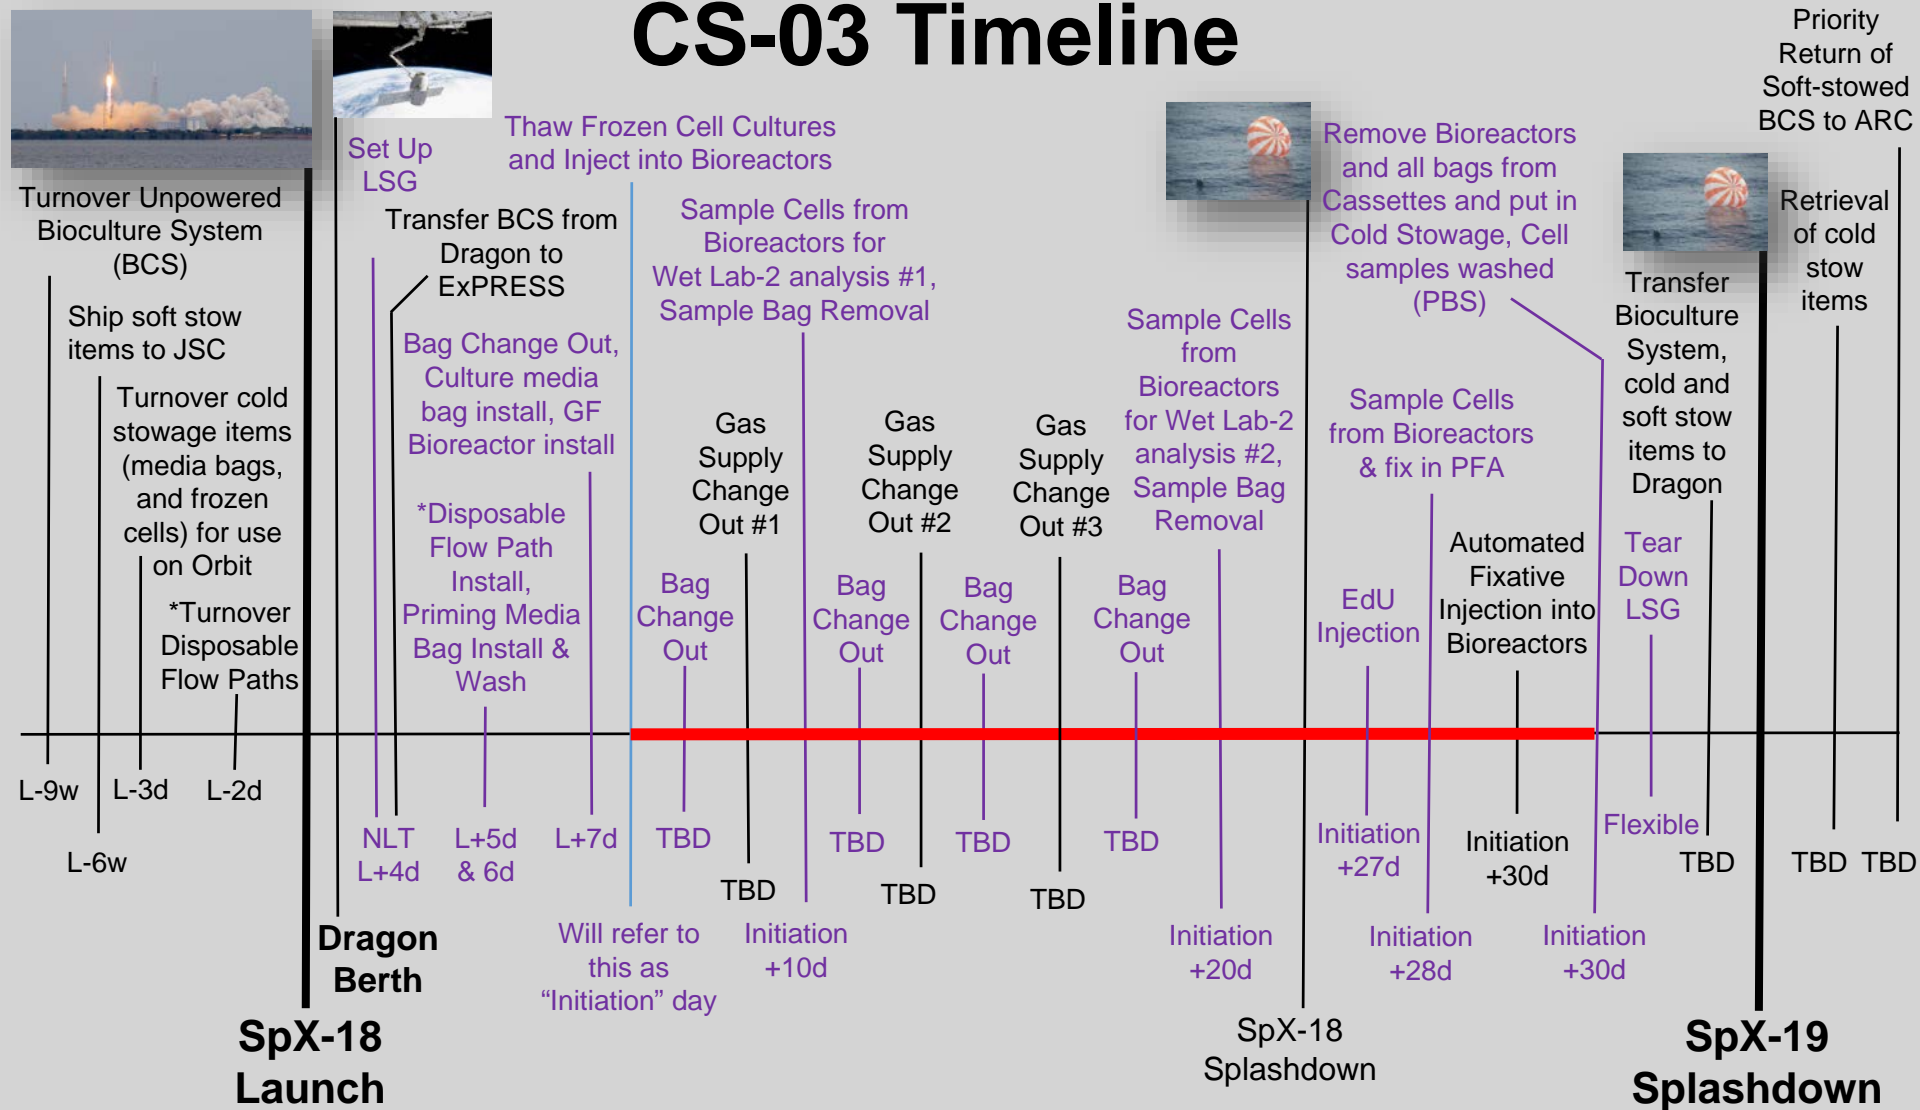 CS-03 Timeline
Turnover Unpowered
Bioculture System
(BCS)
L-9w
Ship soft stow
items to JSC
L-6w
Turnover cold
stowage items
(media bags,
and frozen
cells) for use
on Orbit
L-3d
*Turnover
Disposable
Flow Paths
L-2d
SpX-18
Launch
Dragon
Berth
Set Up
LSG
NLT
L+4d
Transfer BCS from
Dragon to
ExPRESS
*Disposable
Flow Path
Install,
Priming Media
Bag Install &
Wash
L+5d
& 6d
Bag Change Out,
Culture media
bag install, GF
Bioreactor install
L+7d
Thaw Frozen Cell Cultures
and Inject into Bioreactors
Will refer to
this as
“Initiation” day
Bag
Change
Out
TBD
Gas
Supply
Change
Out #1
TBD
Sample Cells from
Bioreactors for
Wet Lab-2 analysis #1,
Sample Bag Removal
Initiation
+10d
Bag
Change
Out
TBD
Gas
Supply
Change
Out #2
TBD
Bag
Change
Out
TBD
Gas
Supply
Change
Out #3
TBD
Bag
Change
Out
TBD
Sample Cells
from
Bioreactors
for Wet Lab-2
analysis #2,
Sample Bag
Removal
Initiation
+20d
SpX-18
Splashdown
EdU
Injection
Initiation
+27d
Sample Cells
from Bioreactors
& fix in PFA
Initiation
+28d
Automated
Fixative
Injection into
Bioreactors
Initiation
+30d
Remove Bioreactors
and all bags from
Cassettes and put in
Cold Stowage, Cell
samples washed
(PBS)
Initiation
+30d
Tear
Down
LSG
Flexible
Transfer
Bioculture
System,
cold and
soft stow
items to
Dragon
TBD
SpX-19
Splashdown
Retrieval
of cold
stow
items
TBD
Priority
Return of
Soft-stowed
BCS to ARC
TBD